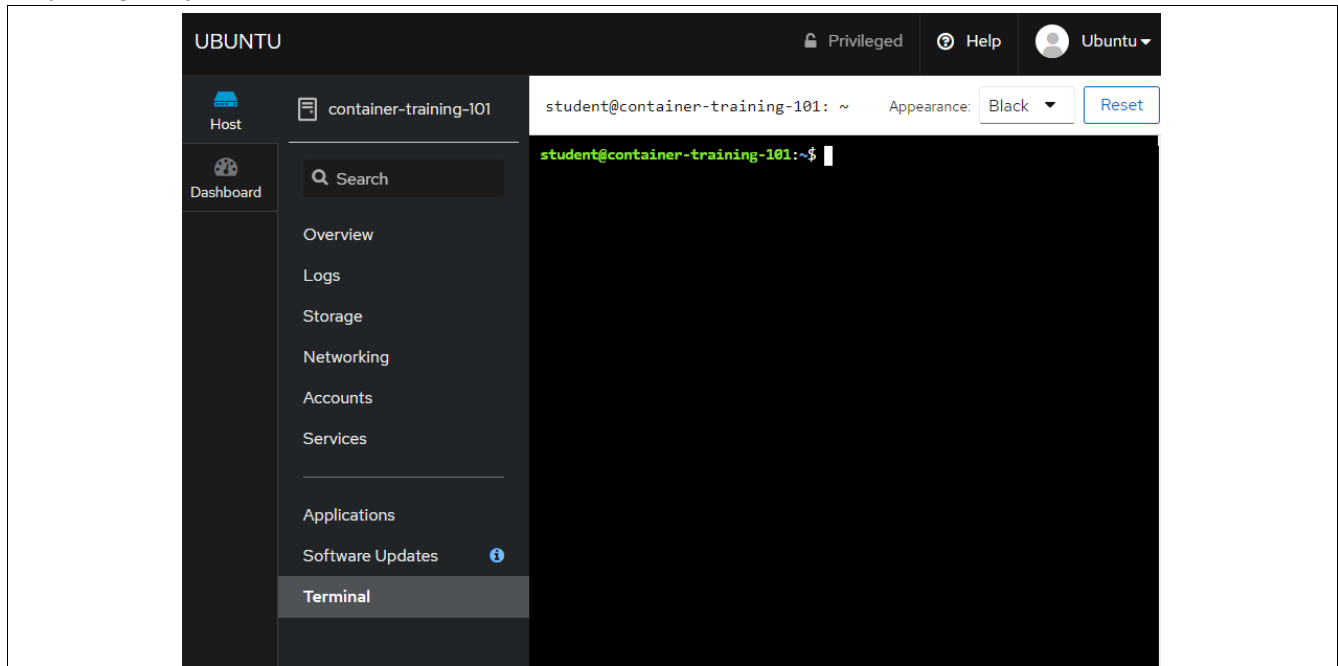 UBUNTU
Privileged
Help
Ubuntu
Host
Dashboard
container-training-101
Search
Overview
Logs
Storage
Networking
Accounts
Services
Applications
Software Updates
Terminal
student@container-training-101: ~
Appearance:
Black
Reset
student@container-training-101:~$